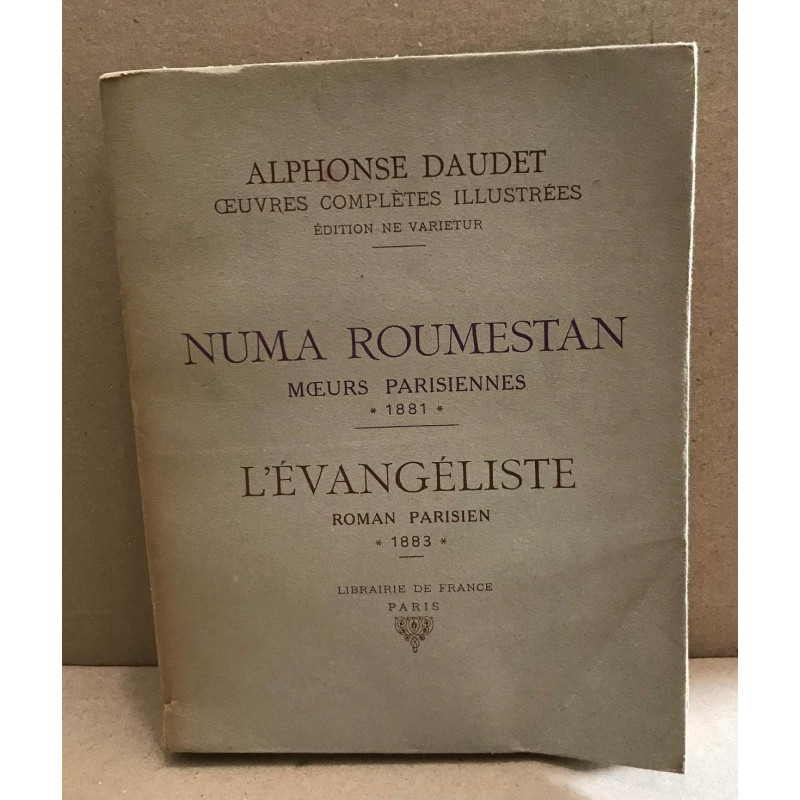 ALPHONSE DAUDET
ŒUVRES COMPLÈTES ILLUSTRÉES
ÉDITION NE VARIETUR
NUMA ROUMESTAN
MŒURS PARISIENNES
* 1881 *
L'ÉVANGÉLISTE
ROMAN PARISIEN
* 1883 *
LIBRAIRIE DE FRANCE
PARIS